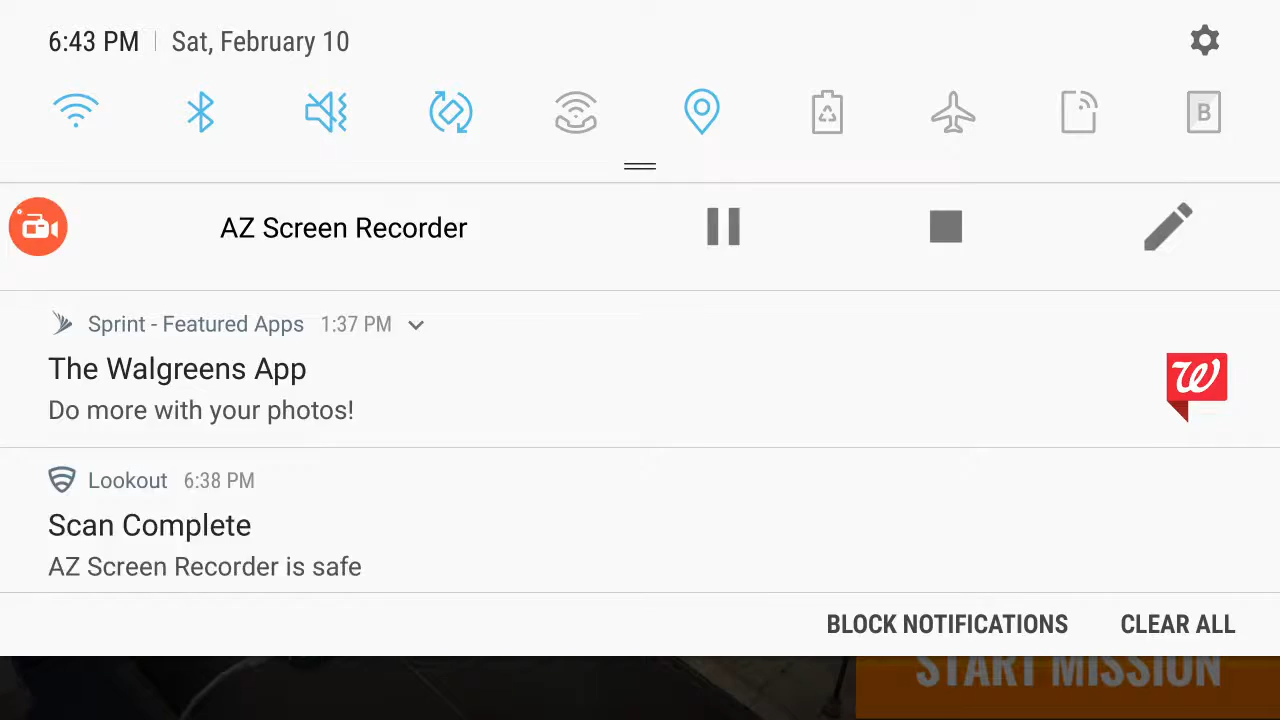 6:43 PM Sat, February 10
B
AZ Screen Recorder
Sprint - Featured Apps 1:37 PM
The Walgreens App
Do more with your photos!
W
Lookout 6:38 PM
Scan Complete
AZ Screen Recorder is safe
BLOCK NOTIFICATIONS CLEAR ALL
START MISSION